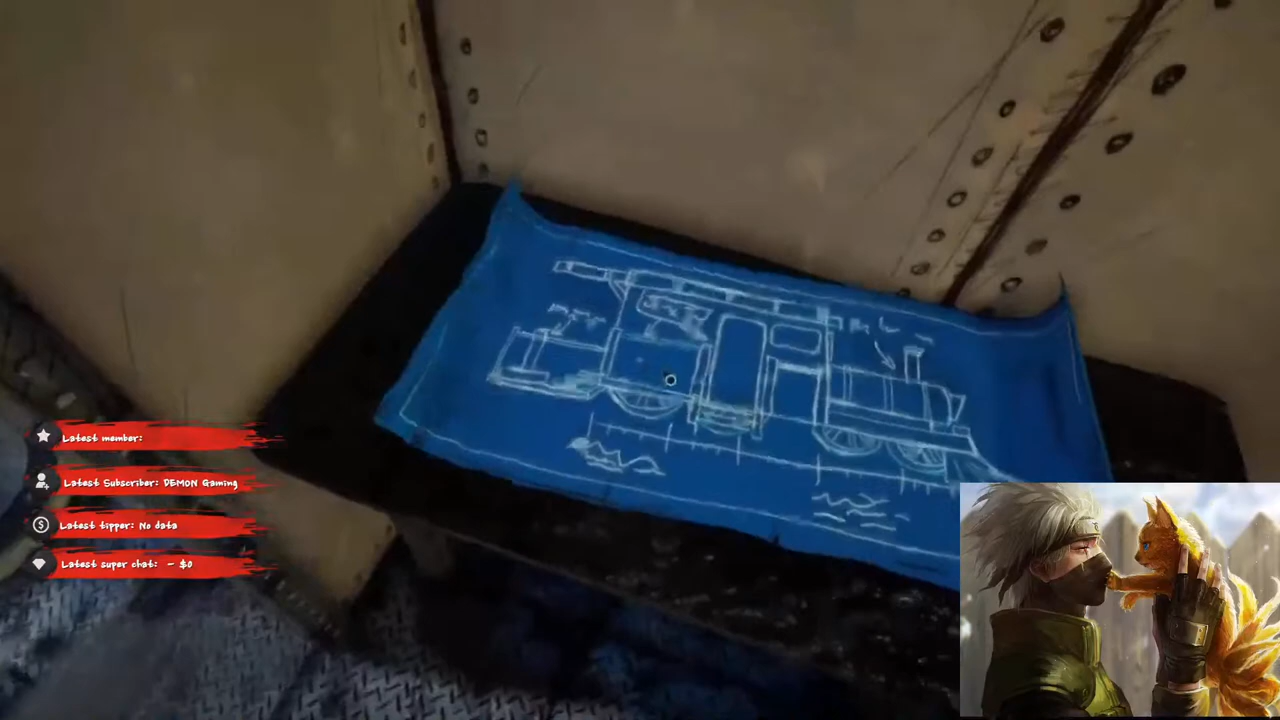 Latest member:
Latest Subscriber: DEMON Gaming
Latest tipper: No data
Latest super chat: - $0